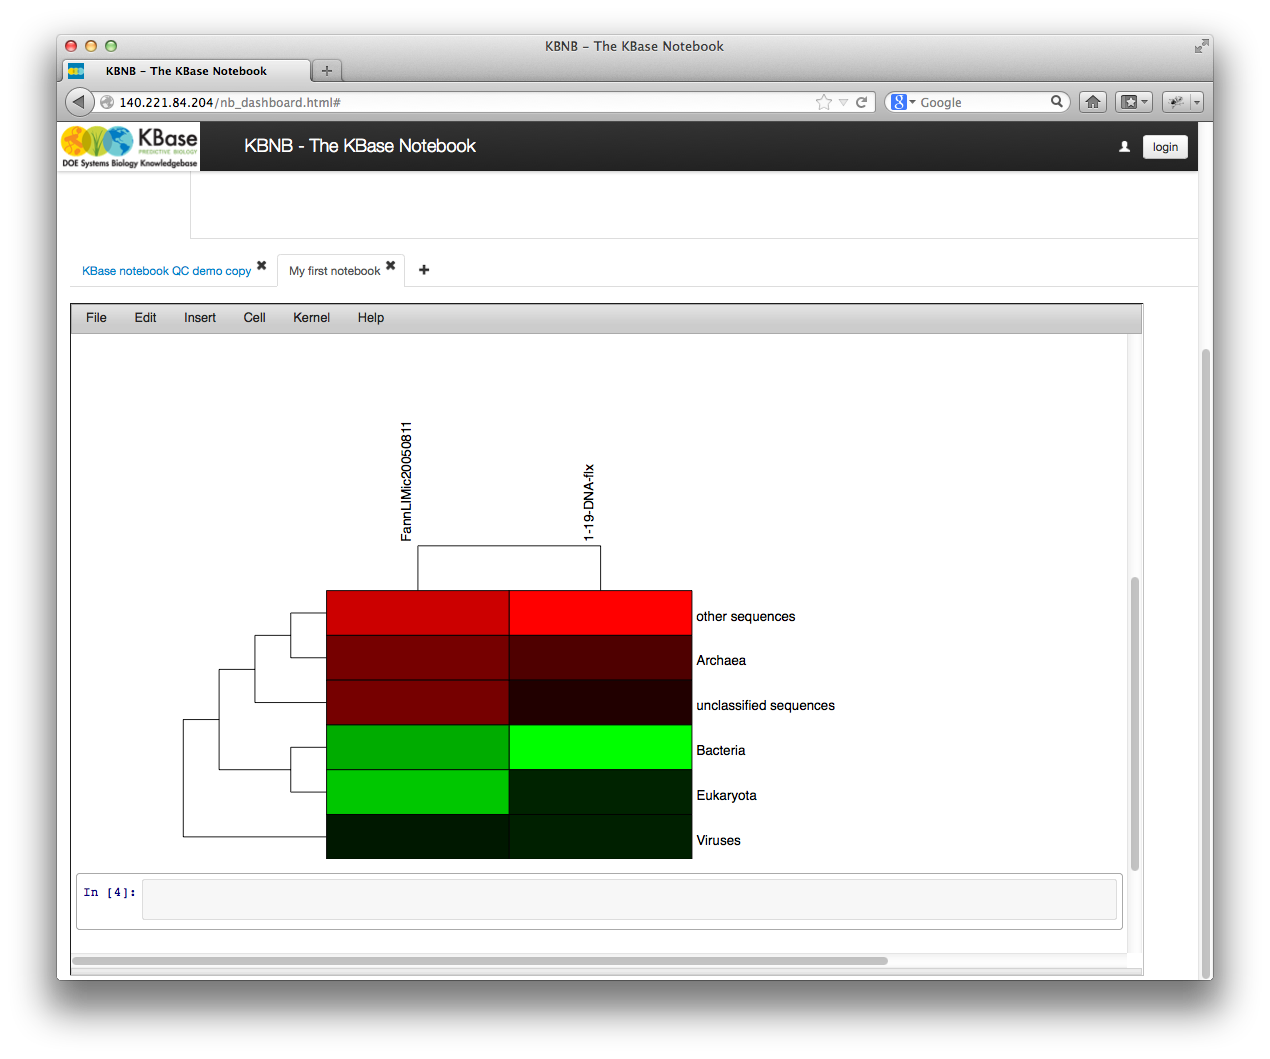 KBNB – The KBase Notebook
KBNB – The KBase Notebook
140.221.84.204/nb_dashboard.html#
Google
KBase
PREDICTIVE BIOLOGY
DOE Systems Biology Knowledgebase
KBNB - The KBase Notebook
login
KBase notebook QC demo copy
My first notebook
File Edit Insert Cell Kernel Help
FannLIMic20050811
1-19-DNA-flx
other sequences
Archaea
unclassified sequences
Bacteria
Eukaryota
Viruses
In [4]: